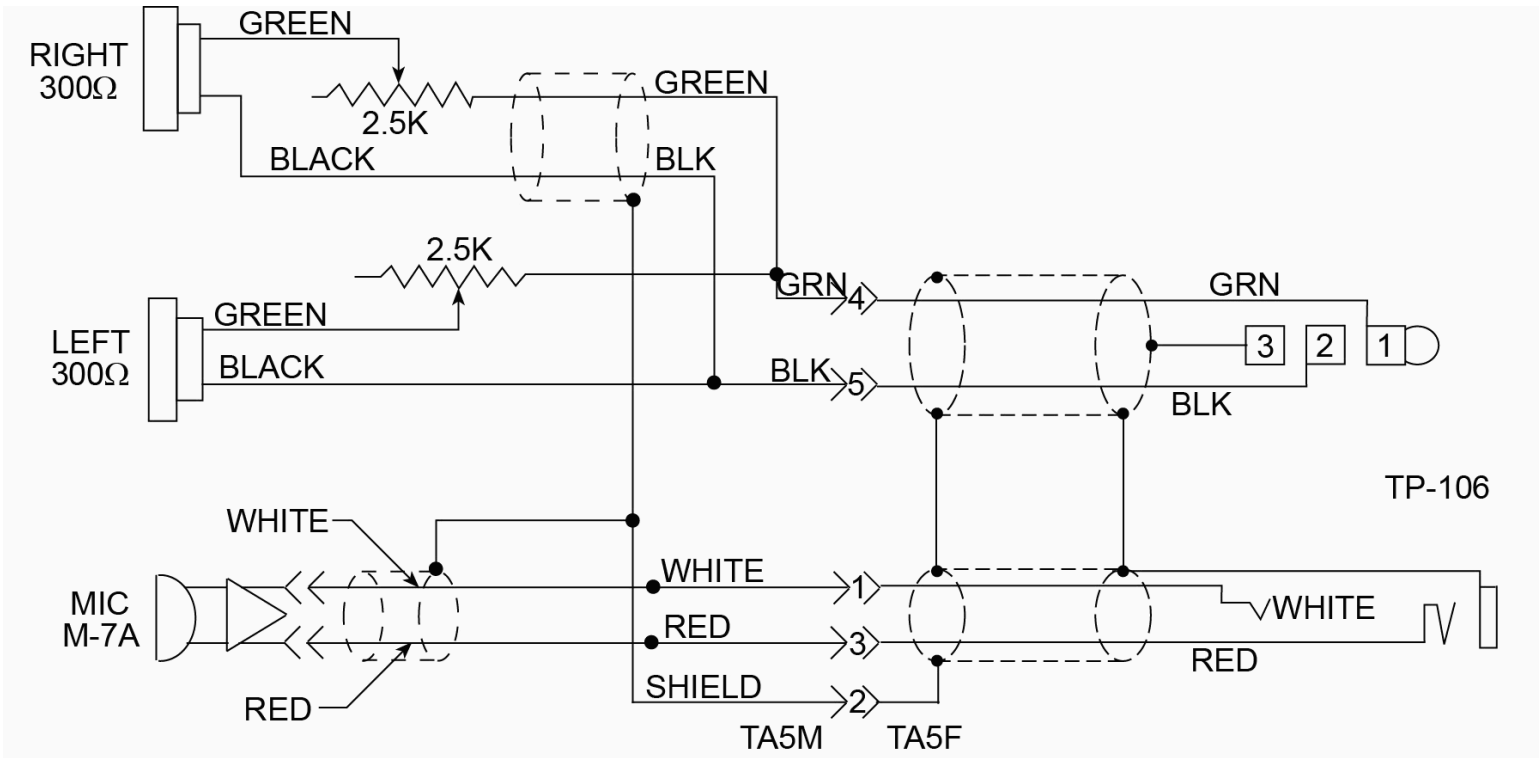 GREEN
RIGHT
300Ω
GREEN
2.5K
BLACK
BLK
2.5K
GRN
4
GRN
GREEN
LEFT
300Ω
3
2
1
BLACK
BLK
5
BLK
TP-106
WHITE
WHITE
1
MIC
M-7A
WHITE
RED
3
RED
RED
SHIELD
2
TA5M
TA5F